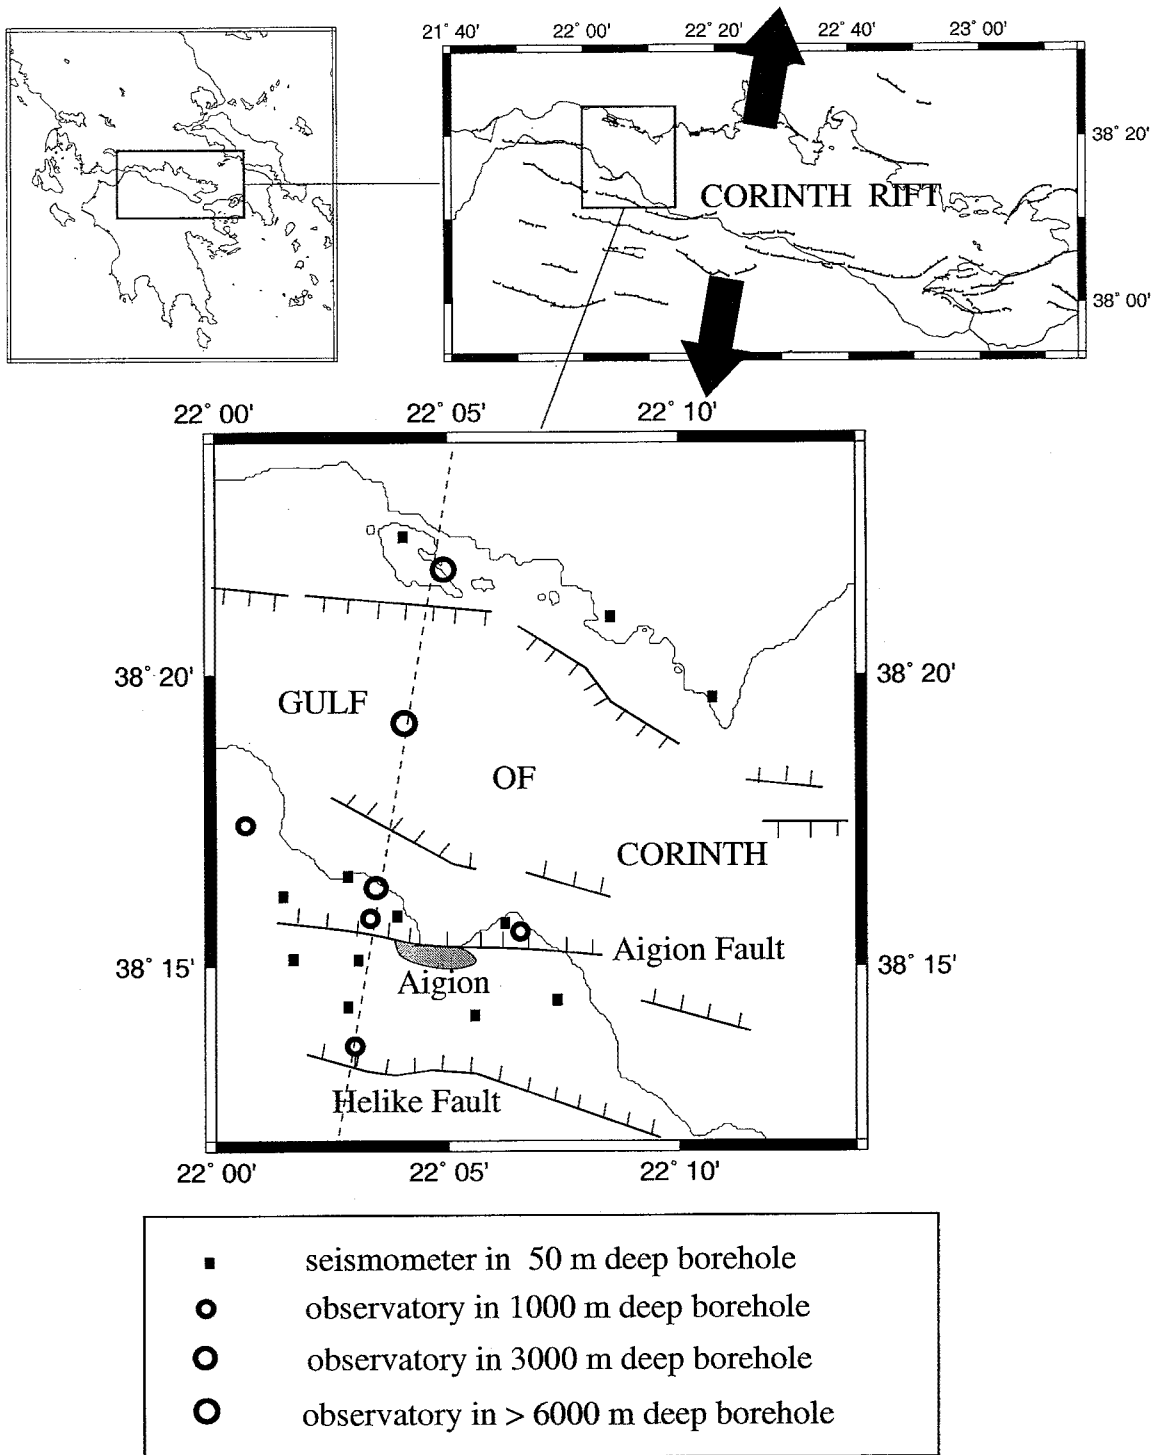 21° 40'
22° 00'
22° 20'
22° 40'
23° 00'
38° 20'
CORINTH RIFT
38° 00'
22° 00'
22° 05'
22° 10'
38° 20'
38° 20'
GULF
OF
CORINTH
Aigion Fault
38° 15'
38° 15'
Aigion
Helike Fault
22° 00'
22° 05'
22° 10'
seismometer in 50 m deep borehole
observatory in 1000 m deep borehole
observatory in 3000 m deep borehole
observatory in > 6000 m deep borehole